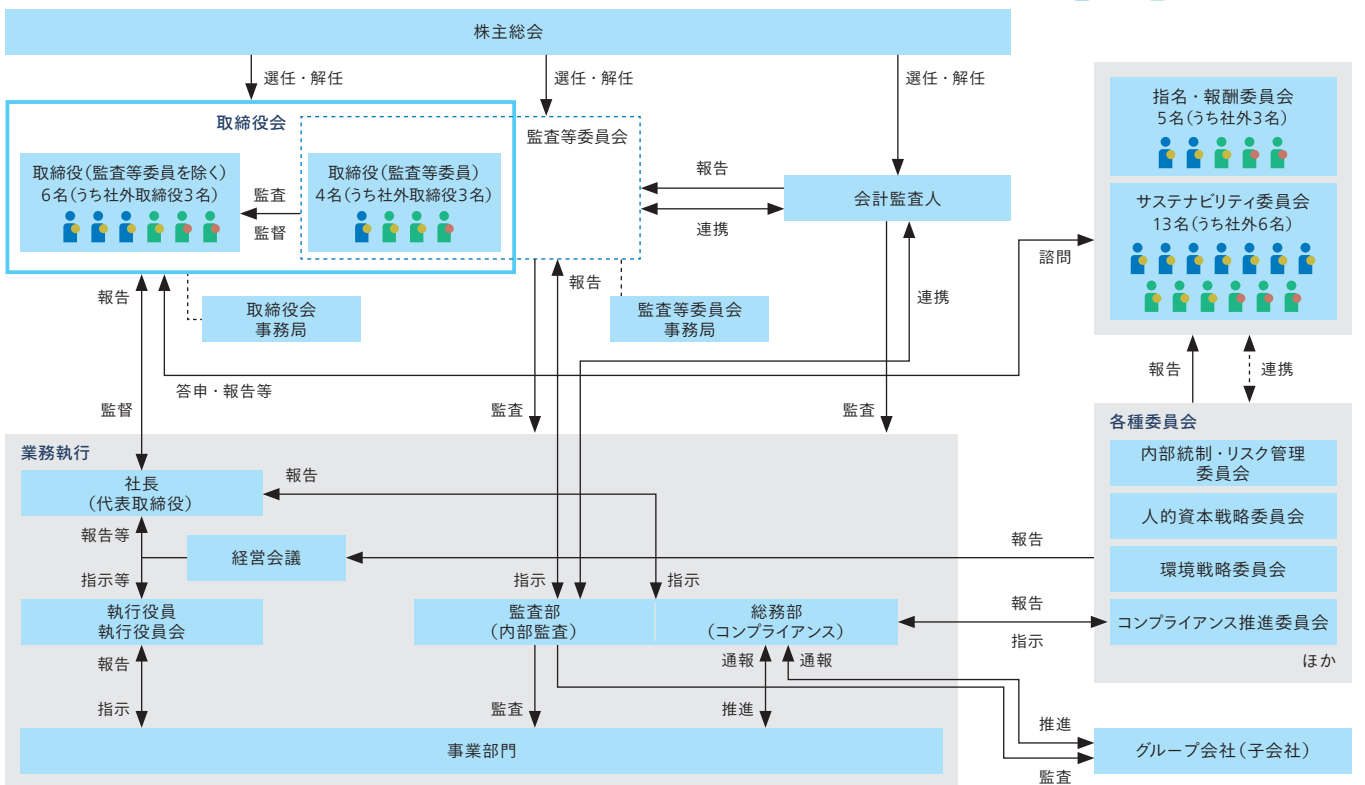 株主総会
選任・解任
選任・解任
選任・解任
取締役会
監査等委員会
取締役(監査等委員を除く)
6名(うち社外取締役3名)
監査
監督
取締役(監査等委員)
4名(うち社外取締役3名)
報告
連携
会計監査人
指名・報酬委員会
5名(うち社外3名)
サステナビリティ委員会
13名(うち社外6名)
諮問
報告
取締役会
事務局
報告
監査等委員会
事務局
連携
答申・報告等
監督
監査
監査
報告
連携
業務執行
社長
(代表取締役)
報告
報告等
経営会議
指示等
執行役員
執行役員会
指示
指示
監査部
(内部監査)
総務部
(コンプライアンス)
報告
指示
監査
通報
通報
推進
事業部門
各種委員会
内部統制・リスク管理
委員会
人的資本戦略委員会
環境戦略委員会
コンプライアンス推進委員会
ほか
報告
報告
指示
推進
監査
グループ会社(子会社)